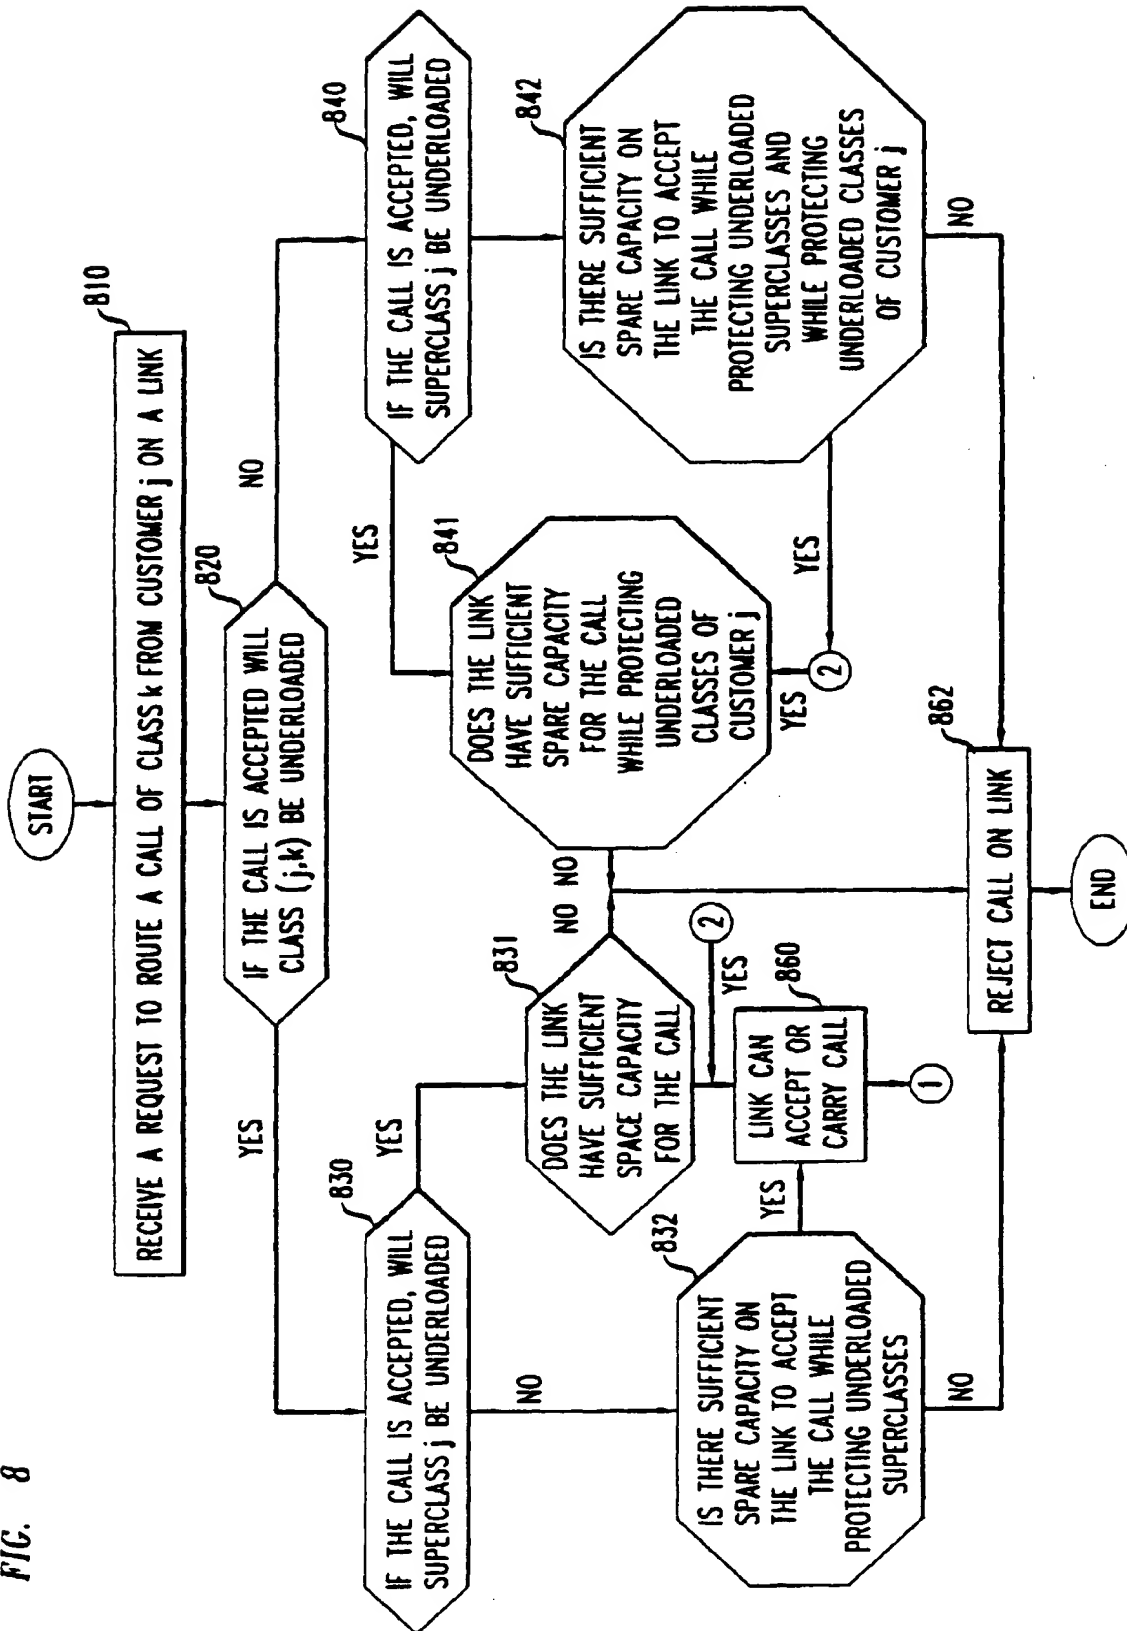 FIG. 8
START
810
RECEIVE A REQUEST TO ROUTE A CALL OF CLASS k FROM CUSTOMER j ON A LINK
820
IF THE CALL IS ACCEPTED WILL
CLASS (j,k) BE UNDERLOADED
YES
NO
830
IF THE CALL IS ACCEPTED, WILL
SUPERCLASS j BE UNDERLOADED
YES
NO
840
IF THE CALL IS ACCEPTED, WILL
SUPERCLASS j BE UNDERLOADED
YES
831
DOES THE LINK
HAVE SUFFICIENT
SPACE CAPACITY
FOR THE CALL
NO
841
DOES THE LINK
HAVE SUFFICIENT
SPARE CAPACITY
FOR THE CALL
WHILE PROTECTING
UNDERLOADED
CLASSES OF
CUSTOMER j
NO
YES
2
842
IS THERE SUFFICIENT
SPARE CAPACITY ON
THE LINK TO ACCEPT
THE CALL WHILE
PROTECTING UNDERLOADED
SUPERCLASSES AND
WHILE PROTECTING
UNDERLOADED CLASSES
OF CUSTOMER j
YES
NO
832
IS THERE SUFFICIENT
SPARE CAPACITY ON
THE LINK TO ACCEPT
THE CALL WHILE
PROTECTING UNDERLOADED
SUPERCLASSES
YES
NO
2
YES
860
LINK CAN
ACCEPT OR
CARRY CALL
1
862
REJECT CALL ON LINK
END